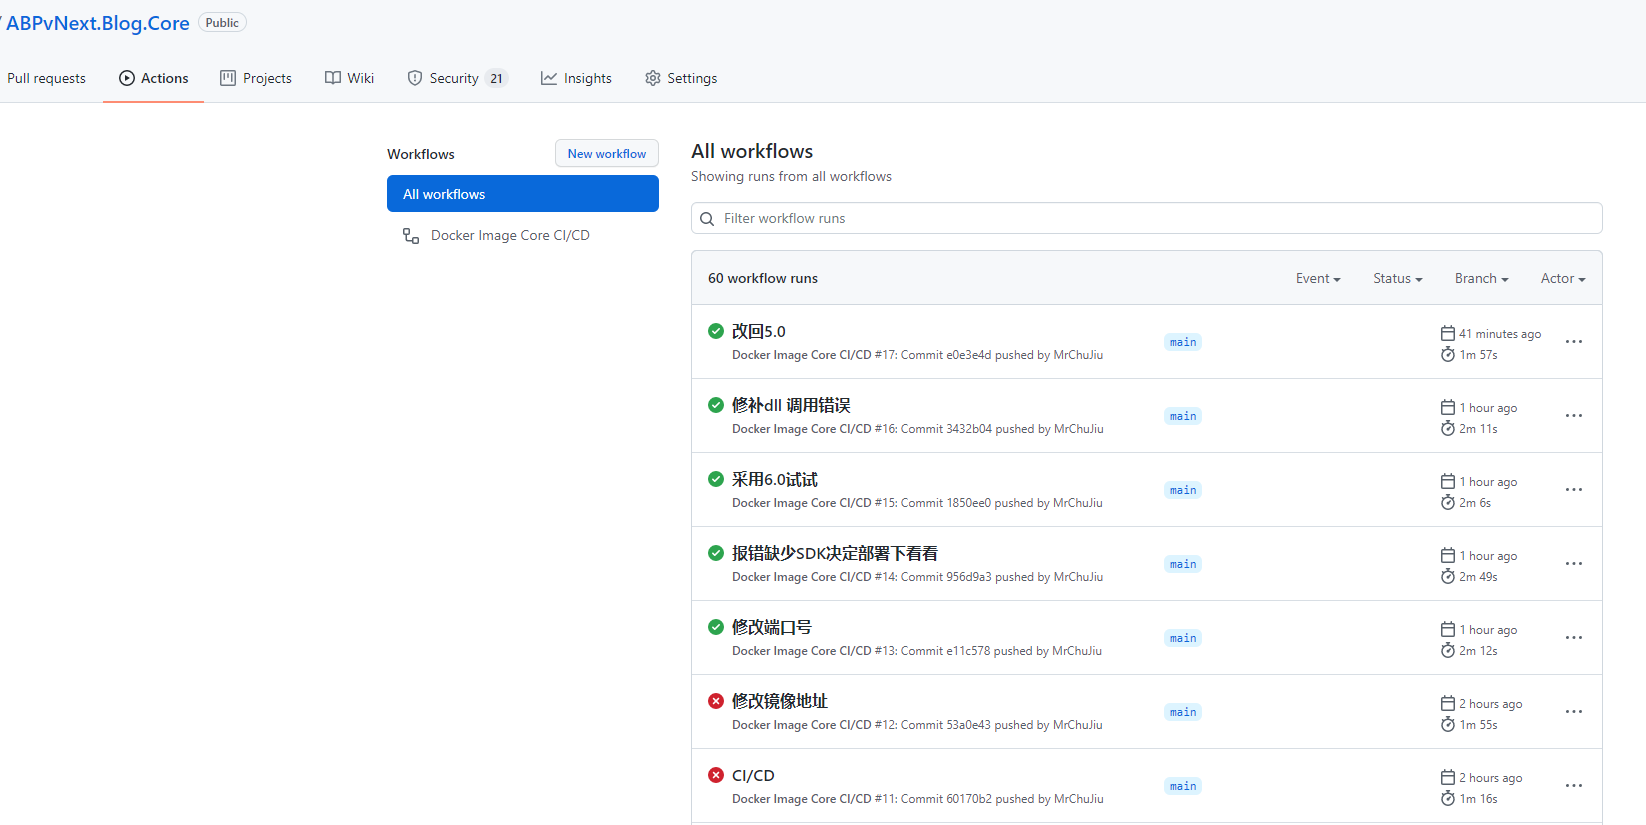 / ABPvNext.Blog.Core Public
Pull requests Actions Projects Wiki Security 21 Insights Settings
Workflows New workflow
All workflows
Docker Image Core CI/CD
All workflows
Showing runs from all workflows
Filter workflow runs
60 workflow runs Event Status Branch Actor
改回5.0
Docker Image Core CI/CD #17: Commit e0e3e4d pushed by MrChuJiu
main
41 minutes ago
1m 57s
修补dll 调用错误
Docker Image Core CI/CD #16: Commit 3432b04 pushed by MrChuJiu
main
1 hour ago
2m 11s
采用6.0试试
Docker Image Core CI/CD #15: Commit 1850ee0 pushed by MrChuJiu
main
1 hour ago
2m 6s
报错缺少SDK决定部署下看看
Docker Image Core CI/CD #14: Commit 956d9a3 pushed by MrChuJiu
main
1 hour ago
2m 49s
修改端口号
Docker Image Core CI/CD #13: Commit e11c578 pushed by MrChuJiu
main
1 hour ago
2m 12s
修改镜像地址
Docker Image Core CI/CD #12: Commit 53a0e43 pushed by MrChuJiu
main
2 hours ago
1m 55s
CI/CD
Docker Image Core CI/CD #11: Commit 60170b2 pushed by MrChuJiu
main
2 hours ago
1m 16s